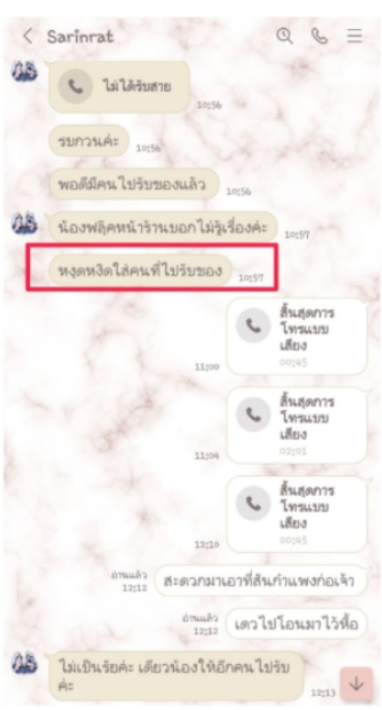 Sarinrat
ไม่ได้รับสาย
10:56
รบกวนค่ะ
10:56
พอดีมีคนไปรับของแล้ว
10:56
น้องพลิคหน้าร้านบอกไม่รู้เรื่องค่ะ
10:57
หงุดหงิดใส่คนที่ไปรับของ
10:57
สิ้นสุดการ
โทรแบบ
เสียง
00:45
11:00
สิ้นสุดการ
โทรแบบ
เสียง
02:01
11:04
สิ้นสุดการ
โทรแบบ
เสียง
00:45
12:10
อ่านแล้ว
12:12
สะดวกมาเอาที่สันกำแพงก่อเจ้า
อ่านแล้ว
12:12
เดวไปโอนมาไว้หื้อ
ไม่เป็นรัยค่ะ เดียวน้องให้อีกคนไปรับ
ค่ะ
12:13